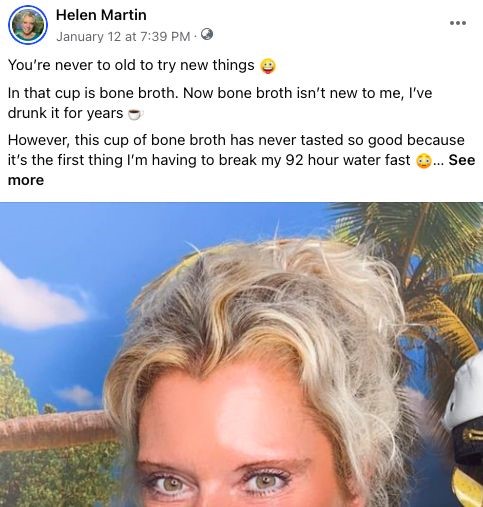 Helen Martin
January 12 at 7:39 PM ·
You're never to old to try new things 😜
In that cup is bone broth. Now bone broth isn't new to me, I've
drunk it for years ☕
However, this cup of bone broth has never tasted so good because
it's the first thing I'm having to break my 92 hour water fast 😳... See
more